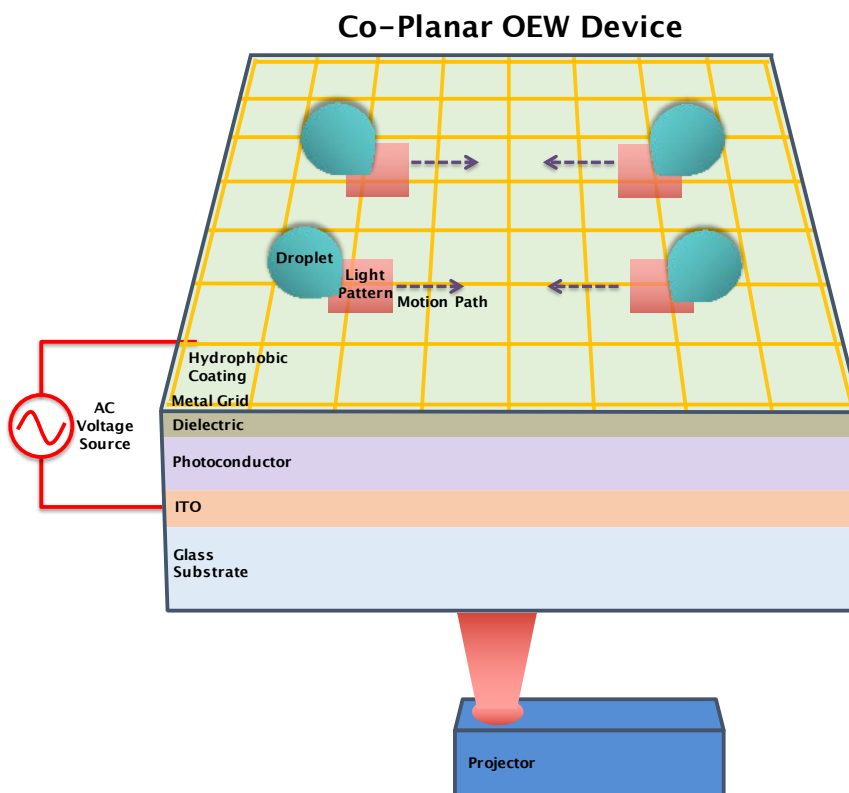 Co-Planar OEW Device
Droplet
Light
Pattern
Motion Path
Hydrophobic
Coating
Metal Grid
AC
Voltage
Source
Dielectric
Photoconductor
ITO
Glass
Substrate
Projector